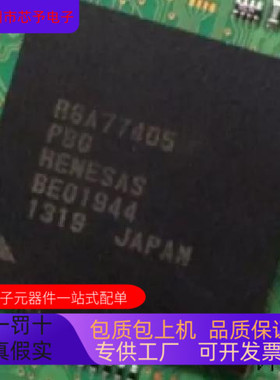 市芯子电子
R8A77405
PBG
RENESAS
BE01944
1319 JAPAN
子元器件一站式配单
一罚十
真假实
包质包上机 品质保证
专供工厂 可开发票